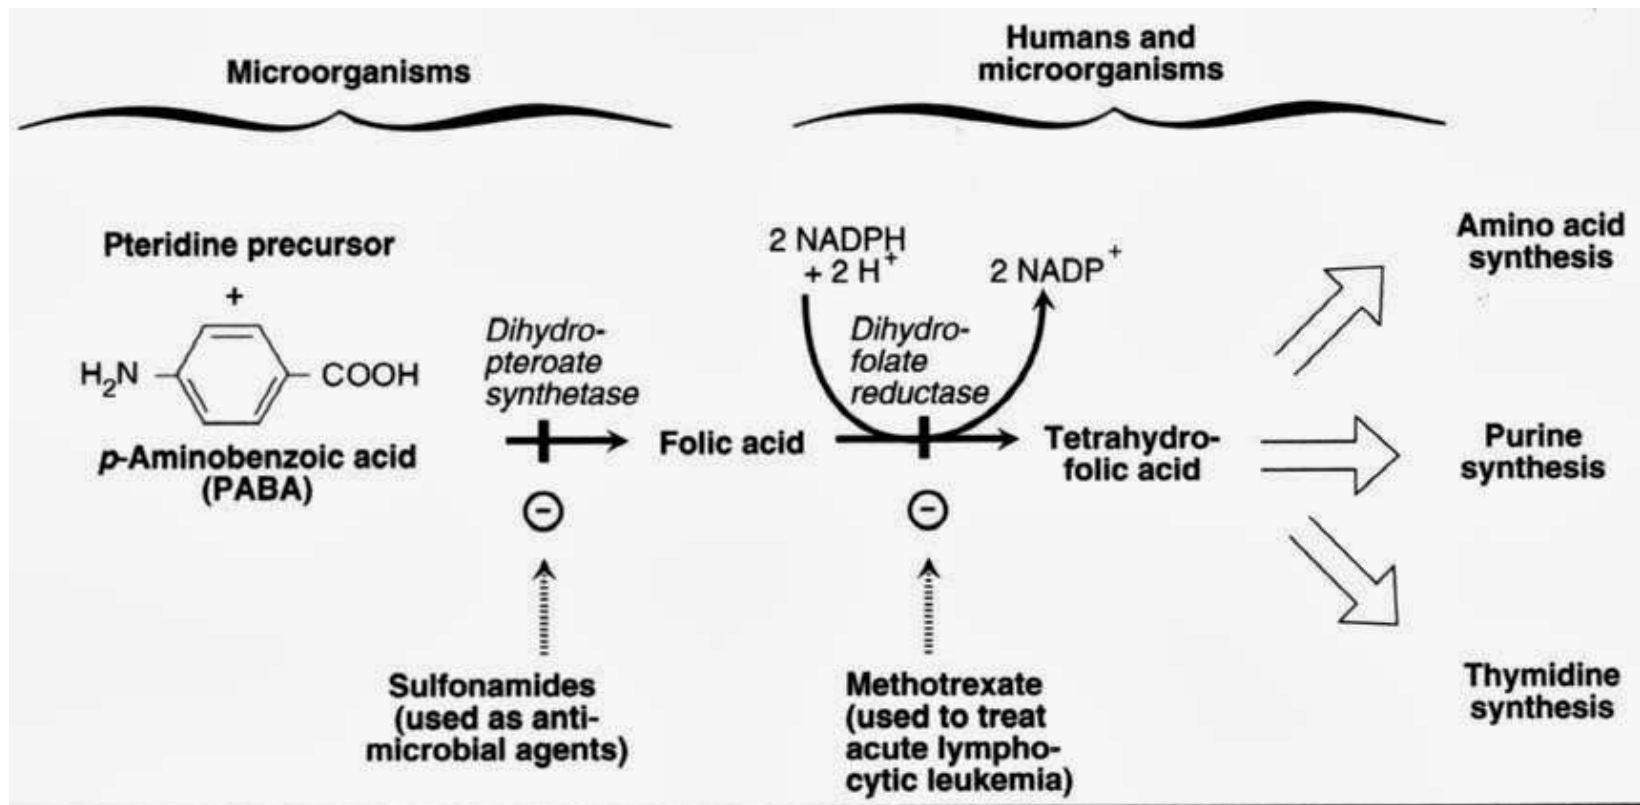 Microorganisms
Humans and
microorganisms
Pteridine precursor
+
H₂N
COOH
p-Aminobenzoic acid
(PABA)
Dihydro-
pteroate
synthetase
Folic acid
2 NADPH
+ 2 H⁺
2 NADP⁺
Dihydro-
folate
reductase
Tetrahydro-
folic acid
Amino acid
synthesis
Purine
synthesis
Thymidine
synthesis
−
−
Sulfonamides
(used as anti-
microbial agents)
Methotrexate
(used to treat
acute lympho-
cytic leukemia)